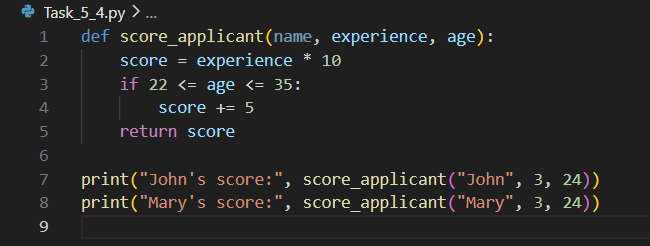 Task_5_4.py > ...
1 def score_applicant(name, experience, age):
2     score = experience * 10
3     if 22 <= age <= 35:
4         score += 5
5     return score
6
7 print("John's score:", score_applicant("John", 3, 24))
8 print("Mary's score:", score_applicant("Mary", 3, 24))
9